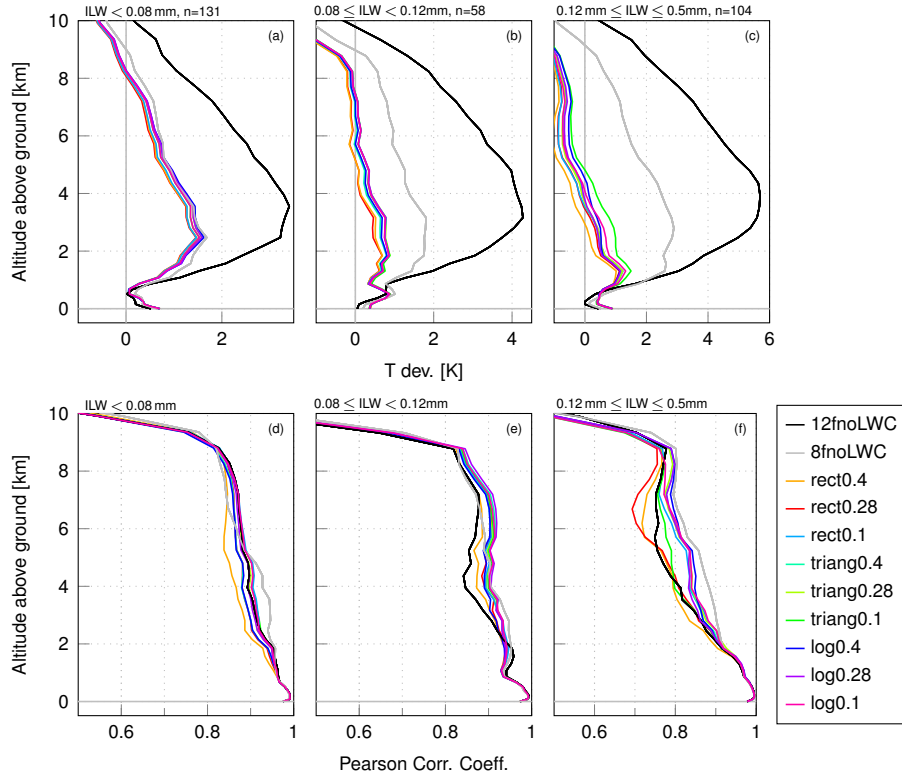 ILW < 0.08 mm, n=131
0.08 ≤ ILW < 0.12mm, n=58
0.12 mm ≤ ILW ≤ 0.5mm, n=104
(a)
(b)
(c)
Altitude above ground [km]
10
8
6
4
2
0
0 2
0 2 4
0 2 4 6
T dev. [K]
ILW < 0.08 mm
0.08 ≤ ILW < 0.12mm
0.12 mm ≤ ILW ≤ 0.5mm
(d)
(e)
(f)
Altitude above ground [km]
10
8
6
4
2
0
0.6 0.8 1
0.6 0.8 1
0.6 0.8 1
Pearson Corr. Coeff.
12fnoLWC
8fnoLWC
rect0.4
rect0.28
rect0.1
triang0.4
triang0.28
triang0.1
log0.4
log0.28
log0.1